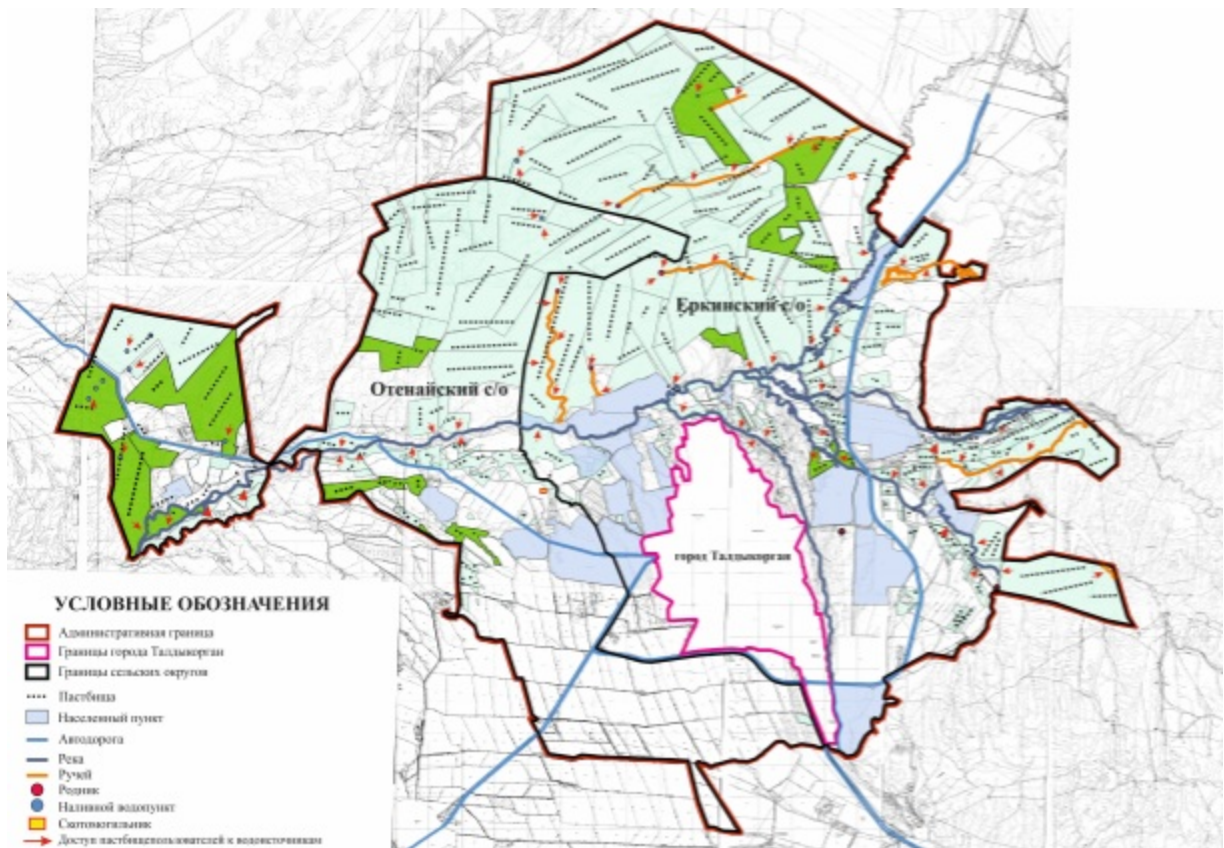 Еркинский с/о
Отенайский с/о
город Талдыкорган
УСЛОВНЫЕ ОБОЗНАЧЕНИЯ
Административная граница
Границы города Талдыкорган
Границы сельских округов
Пастбища
Населенный пункт
Автодорога
Река
Ручей
Родник
Наливной водопункт
Скотомогильник
Доступ пастбищепользователей к водоисточникам